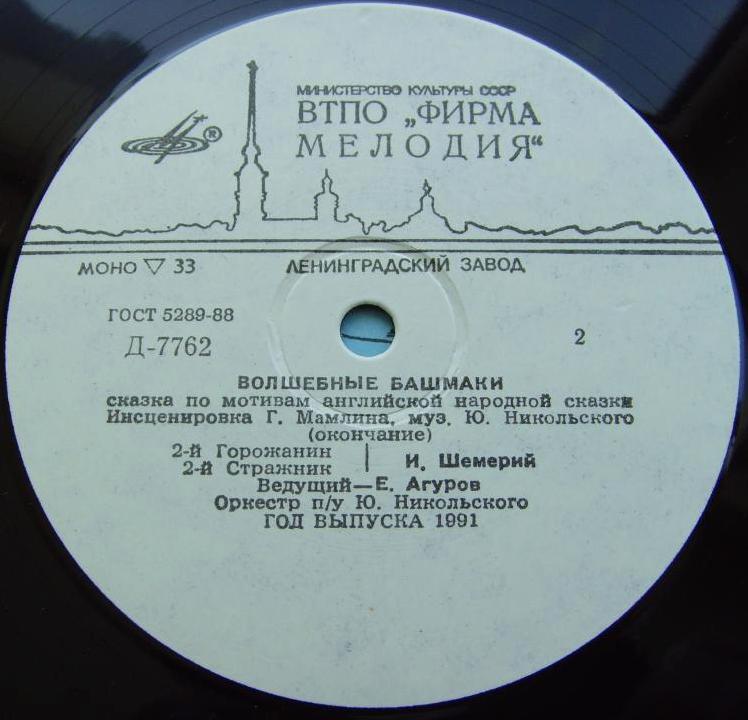 МИНИСТЕРСТВО КУЛЬТУРЫ СССР
ВТПО „ФИРМА
МЕЛОДИЯ“
®
МОНО ▽ 33
ЛЕНИНГРАДСКИЙ ЗАВОД
ГОСТ 5289-88
Д-7762
2
ВОЛШЕБНЫЕ БАШМАКИ
сказка по мотивам английской народной сказки
Инсценировка Г. Мамлина, муз. Ю. Никольского
(окончание)
2-й Горожанин
2-й Стражник
И. Шемерий
Ведущий—Е. Агуров
Оркестр п/у Ю. Никольского
ГОД ВЫПУСКА 1991